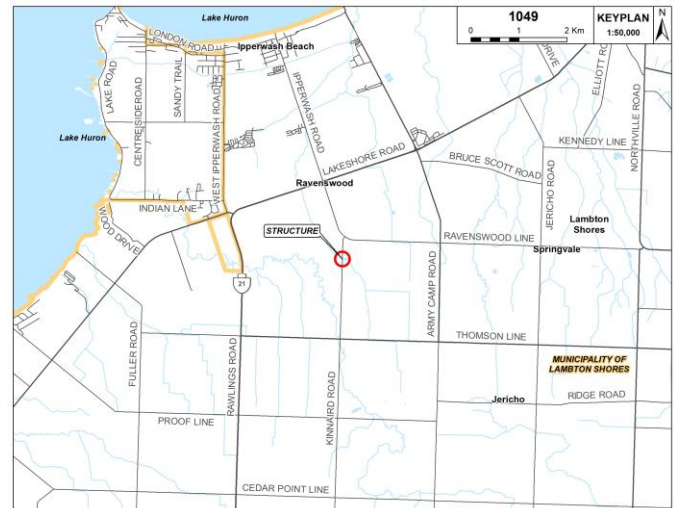 Lake Huron
1049
0 1 2 Km
KEYPLAN
1:50,000
N
LONDON ROAD
Ipperwash Beach
LAKE ROAD
CENTRE SIDEROAD
SANDY TRAIL
WEST IPPERWASH ROAD
IPPERWASH ROAD
DRIVE
ELLIOTT RO
NORTHVILLE ROAD
Lake Huron
KENNEDY LINE
LAKESHORE ROAD
BRUCE SCOTT ROAD
JERICHO ROAD
Ravenswood
INDIAN LANE
WOOD DRIVE
Lambton
Shores
STRUCTURE
RAVENSWOOD LINE
Springvale
ARMY CAMP ROAD
21
FULLER ROAD
RAWLINGS ROAD
KINNAIRD ROAD
THOMSON LINE
MUNICIPALITY OF
LAMBTON SHORES
Jericho
RIDGE ROAD
PROOF LINE
CEDAR POINT LINE